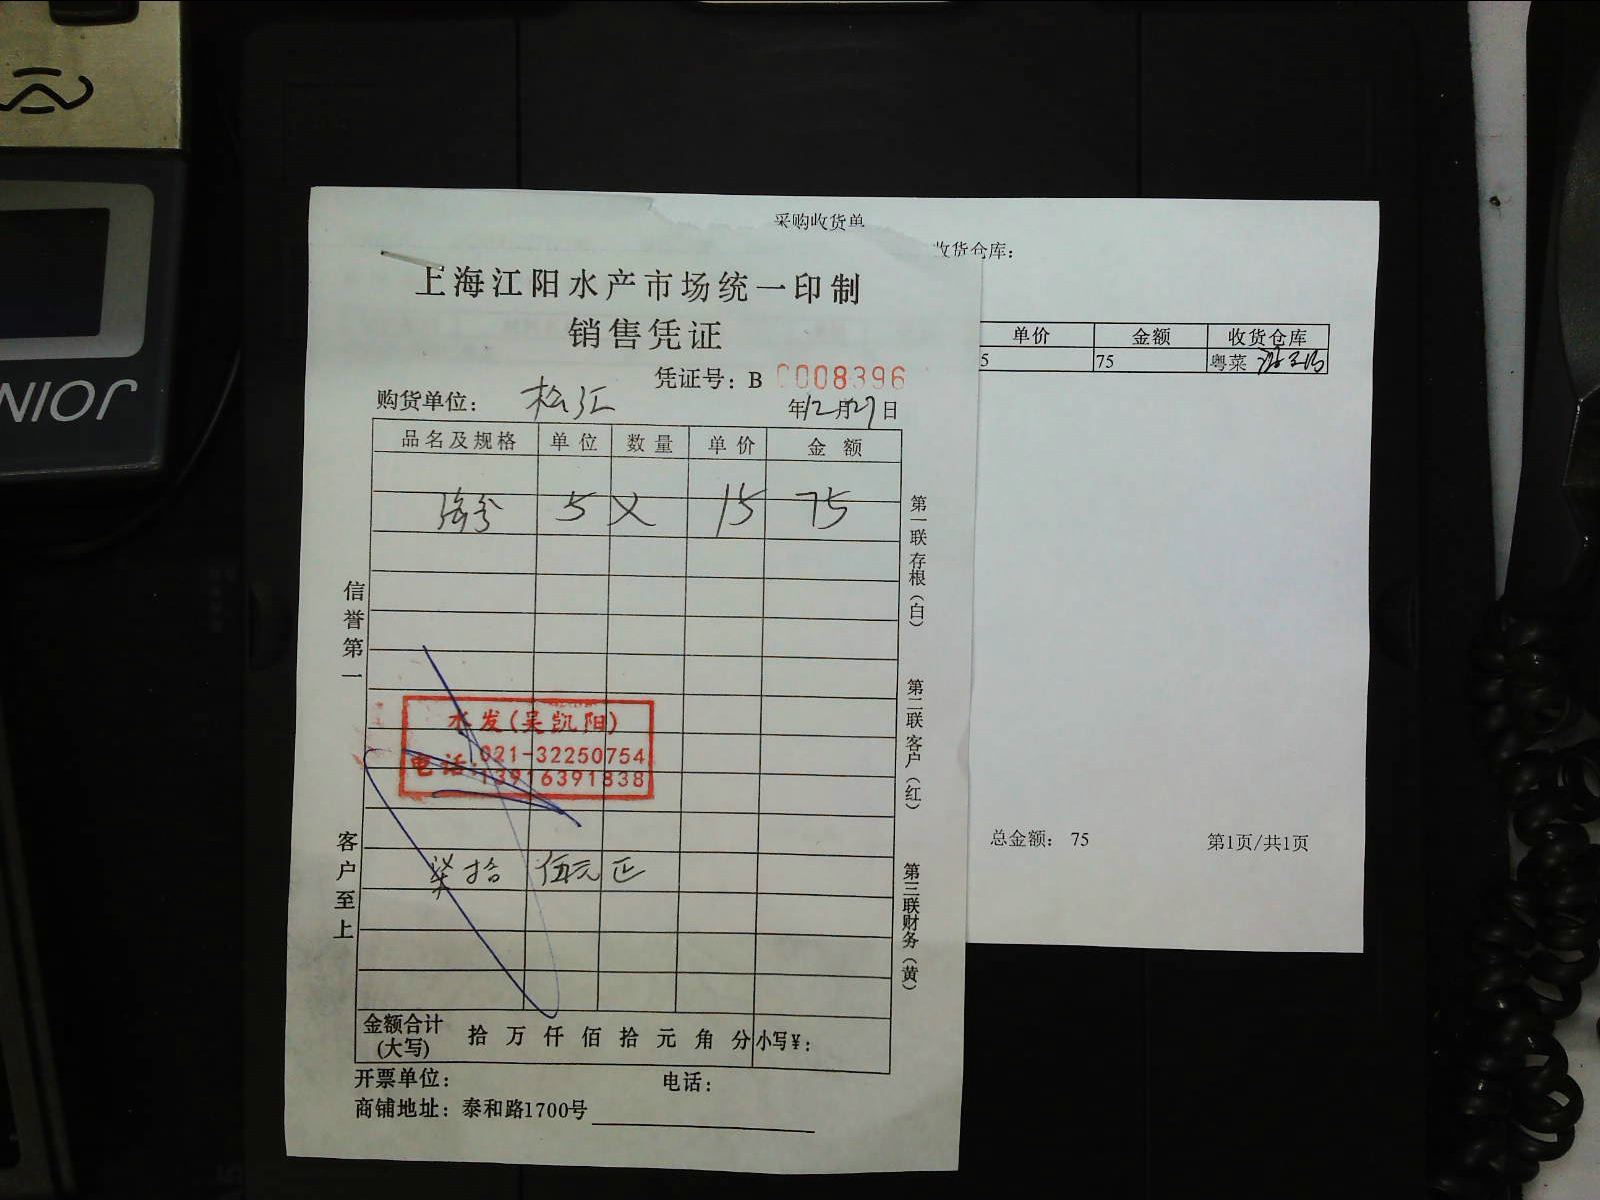 采购收货单
收货仓库：
单价 金额 收货仓库
5 75 粤菜
总金额： 75 第1页/共1页
上海江阳水产市场统一印制
销售凭证
凭证号：B 0008396
购货单位：松江 年12月27日
品名及规格 单位 数量 单价 金额
5 15 75
柒拾伍元正
水发(吴凯阳)
电话:021-32250754
13916391838
金额合计(大写) 拾 万 仟 佰 拾 元 角 分 小写¥：
开票单位： 电话：
商铺地址：泰和路1700号
信誉第一
客户至上
第一联存根(白)
第二联客户(红)
第三联财务(黄)
JOIN